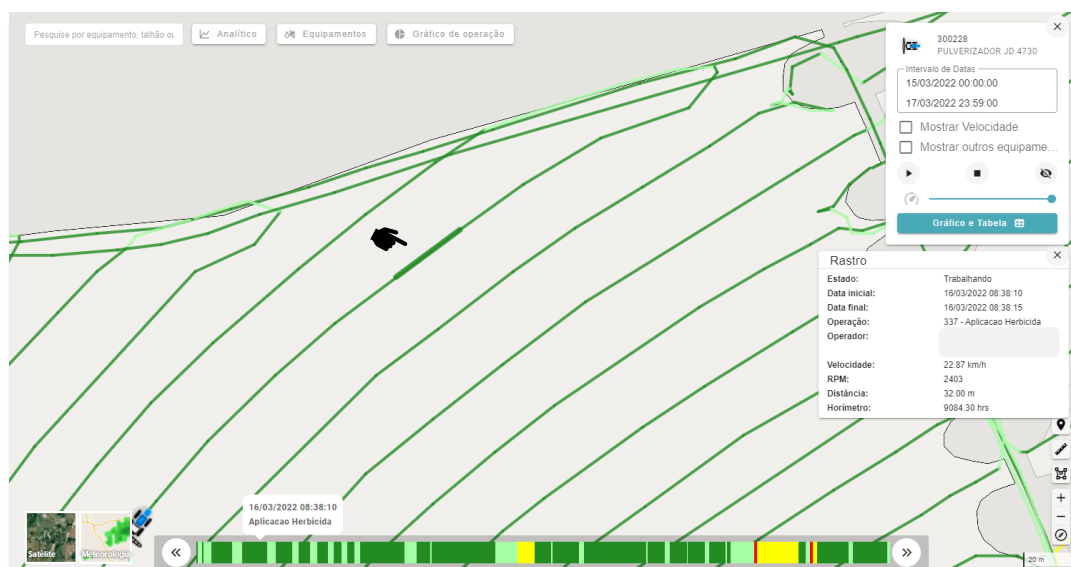 Pesquise por equipamento, talhão ou
Analítico
Equipamentos
Gráfico de operação
300228
PULVERIZADOR JD 4730
Intervalo de Datas
15/03/2022 00:00:00
17/03/2022 23:59:00
Mostrar Velocidade
Mostrar outros equipame...
Gráfico e Tabela
Rastro
Estado: Trabalhando
Data inicial: 16/03/2022 08:38:10
Data final: 16/03/2022 08:38:15
Operação: 337 - Aplicacao Herbicida
Operador:
Velocidade: 22.87 km/h
RPM: 2403
Distância: 32.00 m
Horímetro: 9084.30 hrs
16/03/2022 08:38:10
Aplicacao Herbicida
Satélite
Meteorologia
20 m